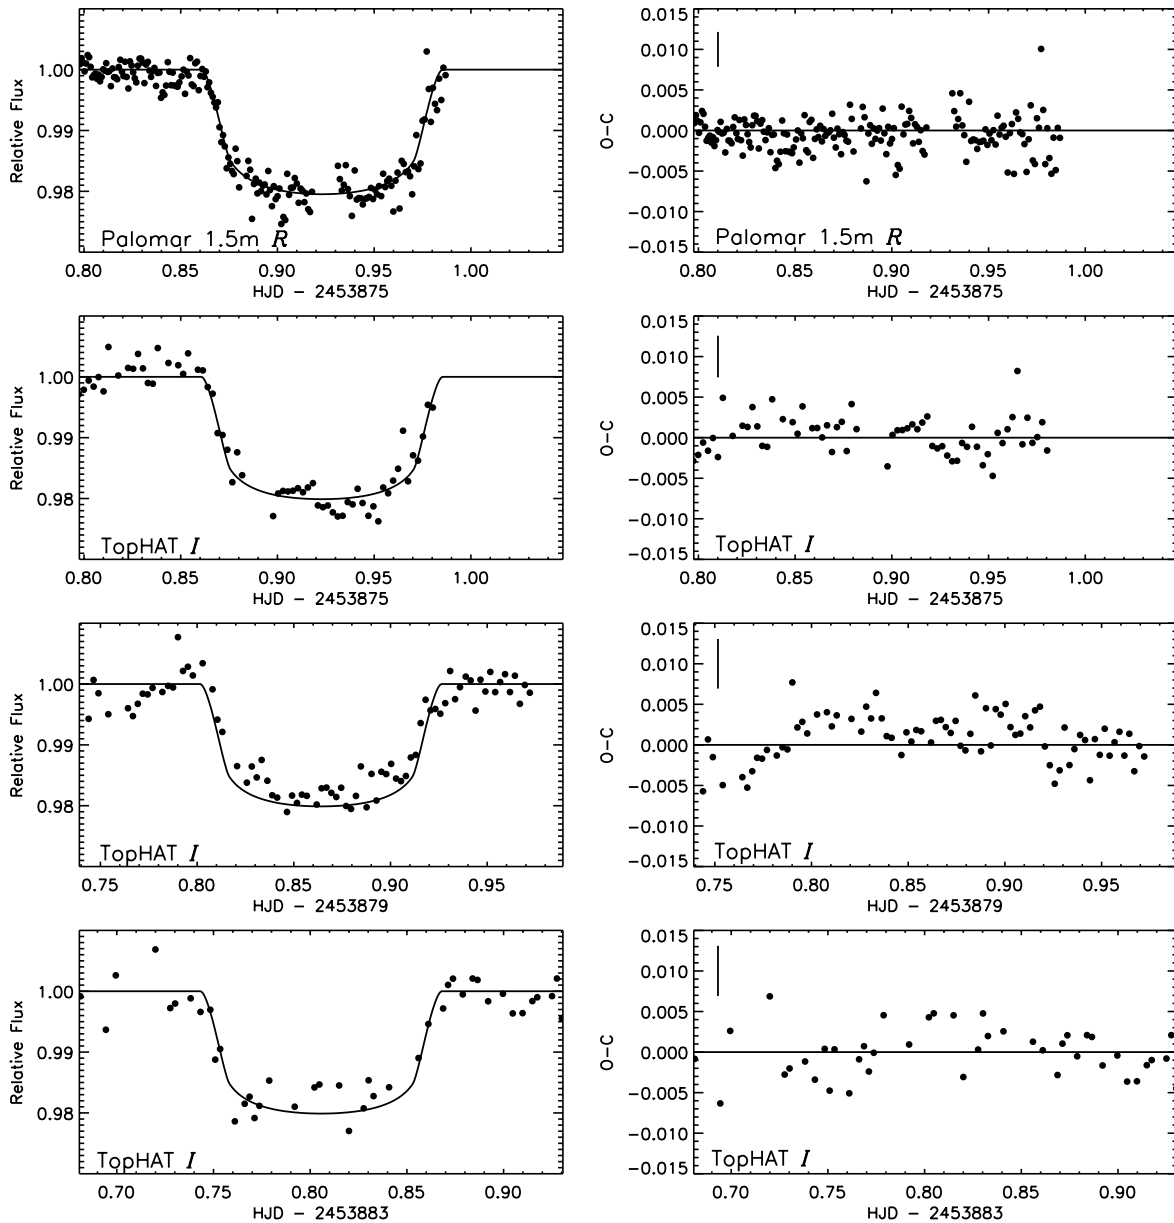 1.00
0.99
0.98
Relative Flux
Palomar 1.5m R
0.80 0.85 0.90 0.95 1.00
HJD - 2453875
0.015
0.010
0.005
0.000
-0.005
-0.010
-0.015
O-C
Palomar 1.5m R
0.80 0.85 0.90 0.95 1.00
HJD - 2453875
1.00
0.99
0.98
Relative Flux
TopHAT I
0.80 0.85 0.90 0.95 1.00
HJD - 2453875
0.015
0.010
0.005
0.000
-0.005
-0.010
-0.015
O-C
TopHAT I
0.80 0.85 0.90 0.95 1.00
HJD - 2453875
1.00
0.99
0.98
Relative Flux
TopHAT I
0.75 0.80 0.85 0.90 0.95
HJD - 2453879
0.015
0.010
0.005
0.000
-0.005
-0.010
-0.015
O-C
TopHAT I
0.75 0.80 0.85 0.90 0.95
HJD - 2453879
1.00
0.99
0.98
Relative Flux
TopHAT I
0.70 0.75 0.80 0.85 0.90
HJD - 2453883
0.015
0.010
0.005
0.000
-0.005
-0.010
-0.015
O-C
TopHAT I
0.70 0.75 0.80 0.85 0.90
HJD - 2453883